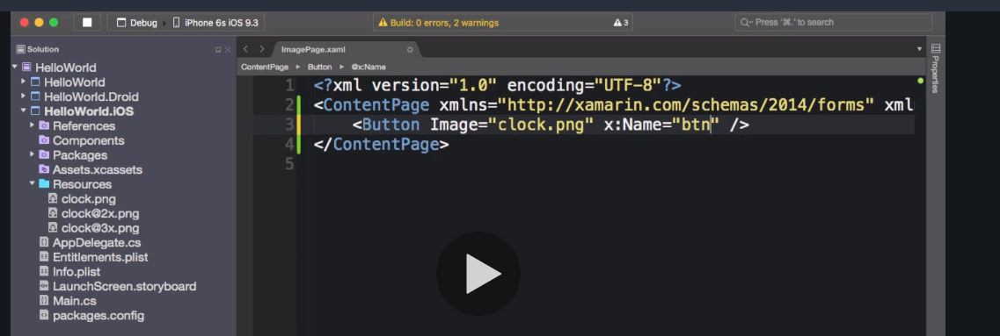 Debug
iPhone 6s iOS 9.3
Build: 0 errors, 2 warnings
3
Press '⌘.' to search
Solution
HelloWorld
HelloWorld
HelloWorld.Droid
HelloWorld.iOS
References
Components
Packages
Assets.xcassets
Resources
clock.png
clock@2x.png
clock@3x.png
AppDelegate.cs
Entitlements.plist
Info.plist
LaunchScreen.storyboard
Main.cs
packages.config
ImagePage.xaml
ContentPage Button @x:Name
1 <?xml version="1.0" encoding="UTF-8"?>
2 <ContentPage xmlns="http://xamarin.com/schemas/2014/forms" xml
3 <Button Image="clock.png" x:Name="btn" />
4 </ContentPage>
5
Properties